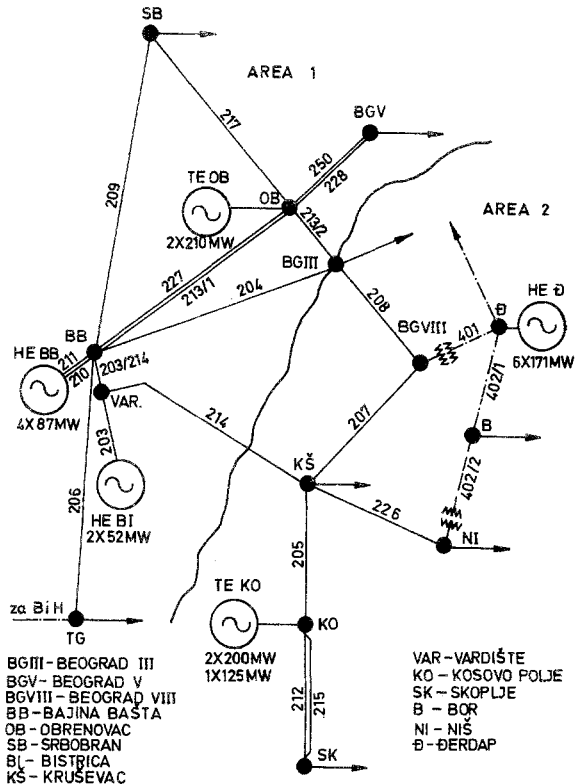 SB
AREA 1
BGV
217
250
228
209
TE OB
OB
2X210MW
213/2
AREA 2
BGIII
227
213/1
204
208
BGVIII
401
Đ
HE Đ
6X171MW
BB
HE BB
211
210
203/214
4X87MW
VAR.
402/1
207
214
B
203
KŠ
402/2
206
HE BI
2X52MW
226
NI
205
za BiH
TG
TE KO
KO
2X200MW
1X125MW
212
215
SK
BGIII-BEOGRAD III
BGV-BEOGRAD V
BGVIII-BEOGRAD VIII
BB-BAJINA BAŠTA
OB-OBRENOVAC
SB-SRBOBRAN
BI-BISTRICA
KŠ-KRUŠEVAC
VAR-VARDIŠTE
KO-KOSOVO POLJE
SK-SKOPLJE
B-BOR
NI-NIŠ
Đ-ĐERDAP